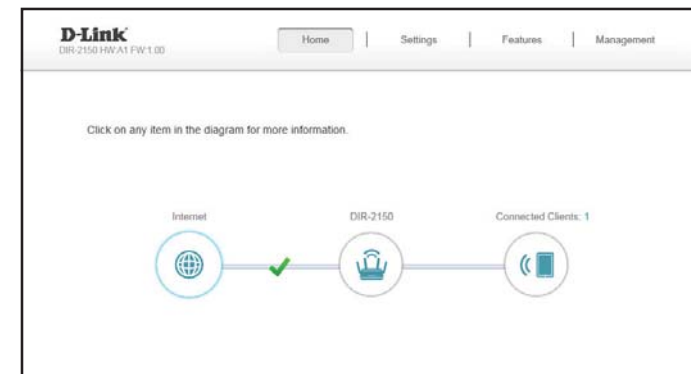 D-Link
DIR-2150 HW:A1 FW:1.00
Home | Settings | Features | Management
Click on any item in the diagram for more information.
Internet DIR-2150 Connected Clients: 1